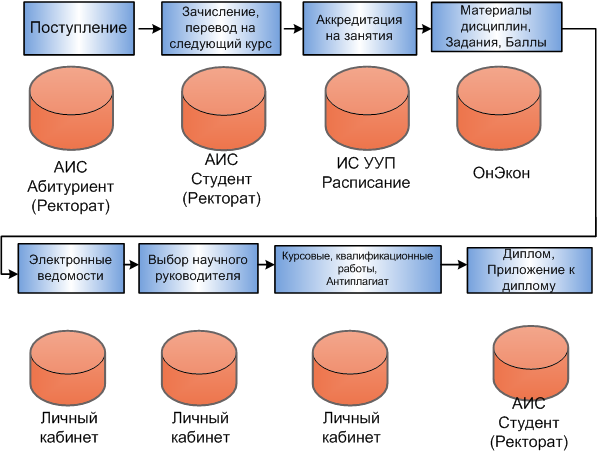 Поступление
Зачисление,
перевод на
следующий курс
Аккредитация
на занятия
Материалы
дисциплин,
Задания, Баллы
АИС
Абитуриент
(Ректорат)
АИС
Студент
(Ректорат)
ИС УУП
Расписание
ОнЭкон
Электронные
ведомости
Выбор научного
руководителя
Курсовые, квалификационные
работы,
Антиплагиат
Диплом,
Приложение к
диплому
Личный
кабинет
Личный
кабинет
Личный
кабинет
АИС
Студент
(Ректорат)